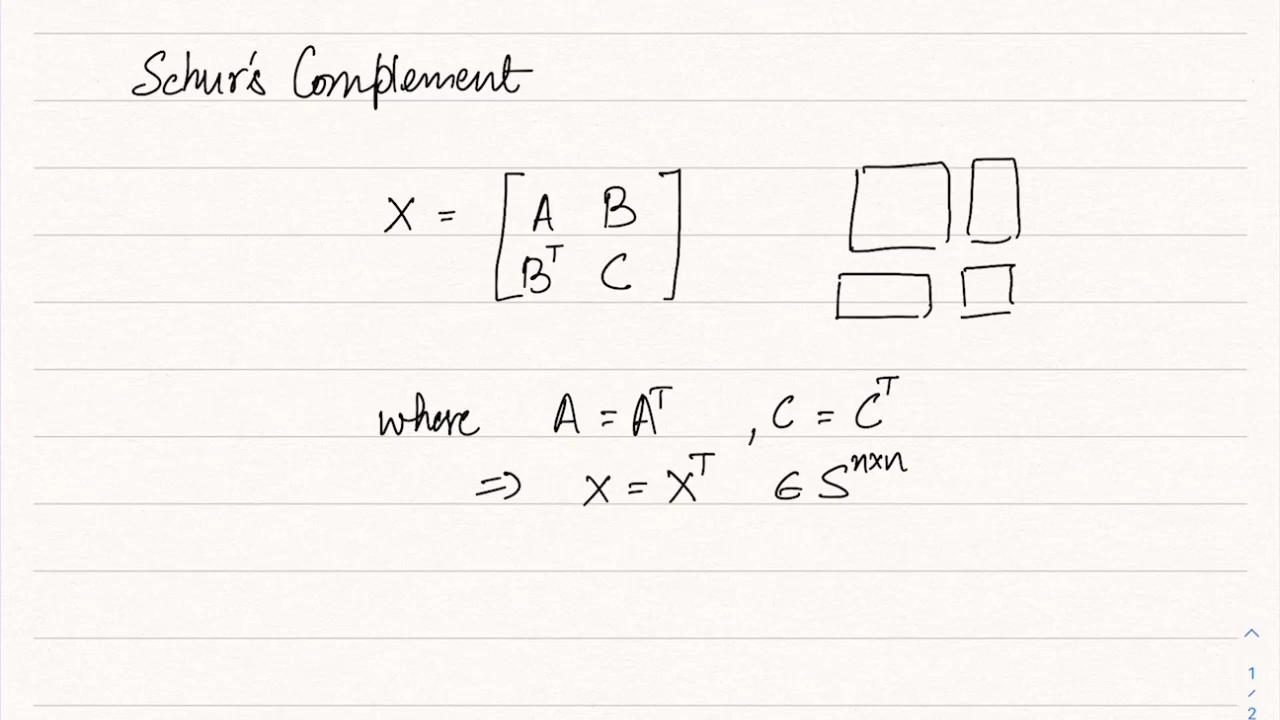 Schur's Complement
X = [ A B
B^T C ]
where A = A^T , C = C^T
⇒ X = X^T ∈ S^{n×n}
1
/
2